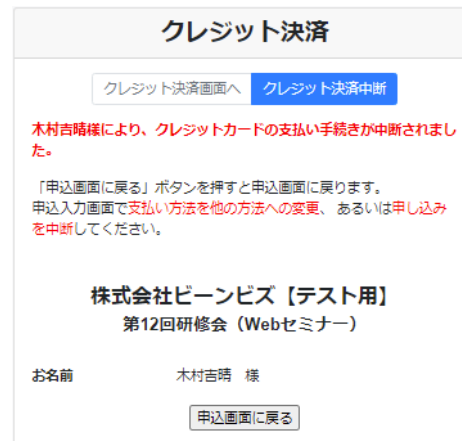 クレジット決済
クレジット決済画面へ クレジット決済中断
木村吉晴様により、クレジットカードの支払い手続きが中断されまし
た。
「申込画面に戻る」ボタンを押すと申込画面に戻ります。
申込入力画面で支払い方法を他の方法への変更、 あるいは申し込み
を中断してください。
株式会社ビーンビズ【テスト用】
第12回研修会（Webセミナー）
お名前 木村吉晴 様
申込画面に戻る